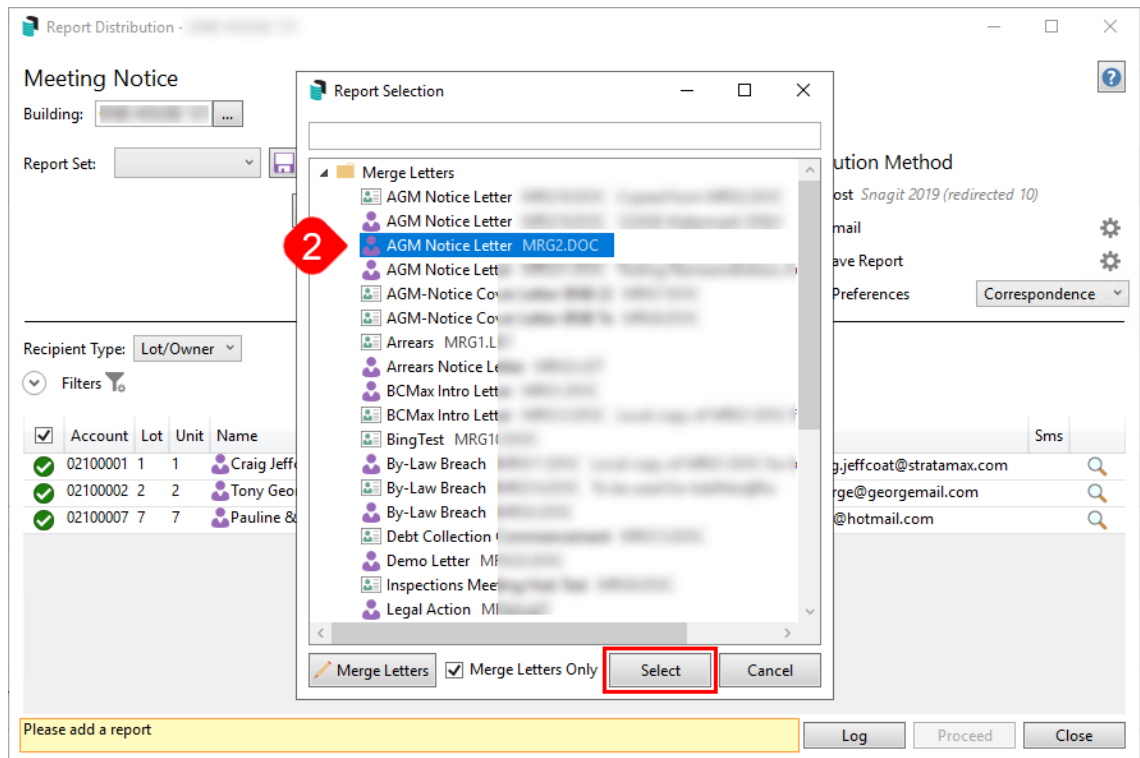 Report Distribution -
Meeting Notice
Building:
...
Report Set:
Report Selection
Merge Letters
AGM Notice Letter
AGM Notice Letter
2
AGM Notice Letter MRG2.DOC
AGM Notice Lett
AGM-Notice Cov
AGM-Notice Cov
Arrears MRG1.L
Arrears Notice Le
BCMax Intro Lett
BCMax Intro Lett
BingTest MRG10
By-Law Breach
By-Law Breach
By-Law Breach
Debt Collection
Demo Letter
Inspections Mee
Legal Action
Merge Letters
Merge Letters Only
Select
Cancel
ution Method
ost Snagit 2019 (redirected 10)
mail
ave Report
Preferences Correspondence
Recipient Type: Lot/Owner
Filters
Account Lot Unit Name Sms
02100001 1 1 Craig Jeffc g.jeffcoat@stratamax.com
02100002 2 2 Tony Geor rge@georgemail.com
02100007 7 7 Pauline & @hotmail.com
Please add a report
Log
Proceed
Close